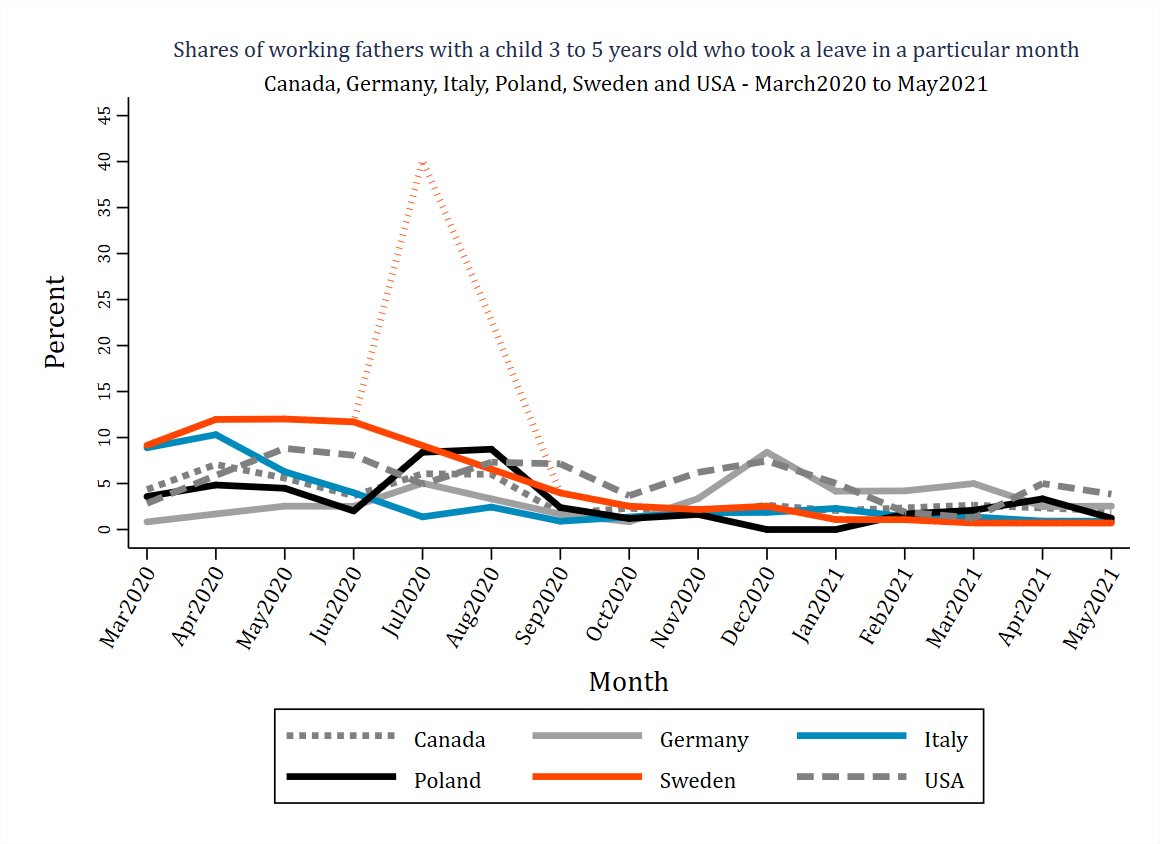 Shares of working fathers with a child 3 to 5 years old who took a leave in a particular month
Canada, Germany, Italy, Poland, Sweden and USA - March2020 to May2021
45
40
35
30
25
20
15
10
5
0
Percent
Mar2020 Apr2020 May2020 Jun2020 Jul2020 Aug2020 Sep2020 Oct2020 Nov2020 Dec2020 Jan2021 Feb2021 Mar2021 Apr2021 May2021
Month
Canada Germany Italy
Poland Sweden USA